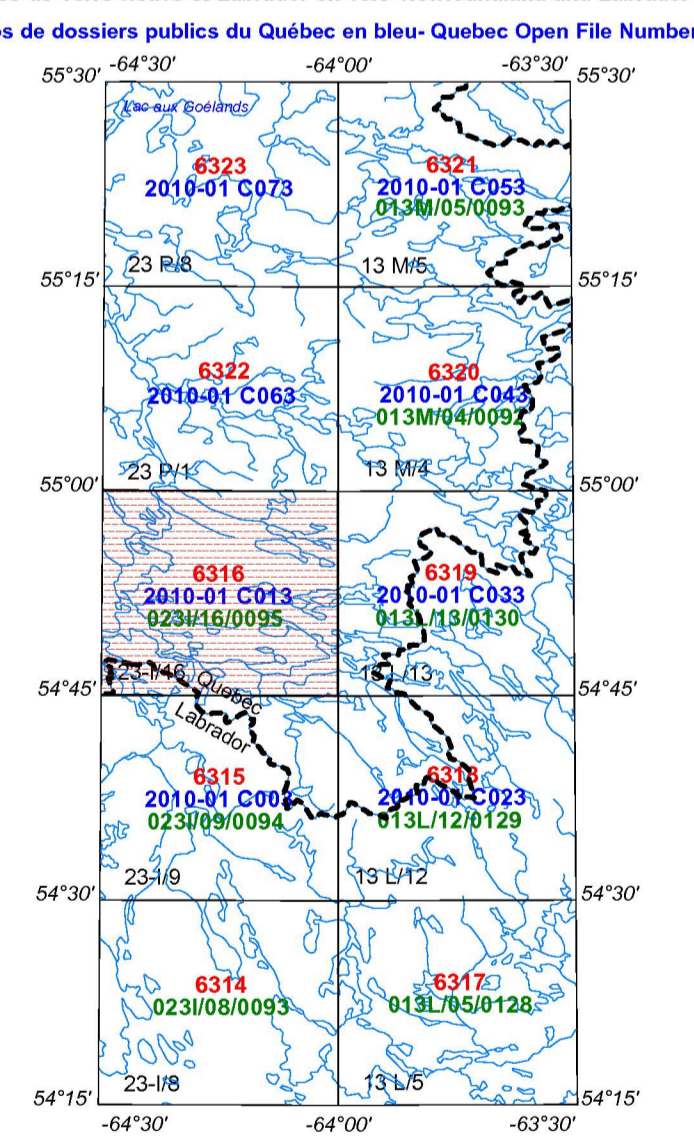 os de dossiers publics du Québec en bleu- Quebec Open File Number
-64°30′ -64°00′ -63°30′
55°30′ 55°30′
Lac aux Goélands
6323 6321
2010-01 C073 2010-01 C053
013M/05/0093
23 P/8 13 M/5
55°15′ 55°15′
6322 6320
2010-01 C063 2010-01 C043
013M/04/0092
23 P/1 13 M/4
55°00′ 55°00′
6316 6319
2010-01 C013 2010-01 C033
023I/16/0095 013L/13/0130
23-I/16 Quebec 13 L/13
54°45′ 54°45′
Labrador
6315 6318
2010-01 C003 2010-01 C023
023I/09/0094 013L/12/0129
23-I/9 13 L/12
54°30′ 54°30′
6314 6317
023I/08/0093 013L/05/0128
23-I/8 13 L/5
54°15′ 54°15′
-64°30′ -64°00′ -63°30′